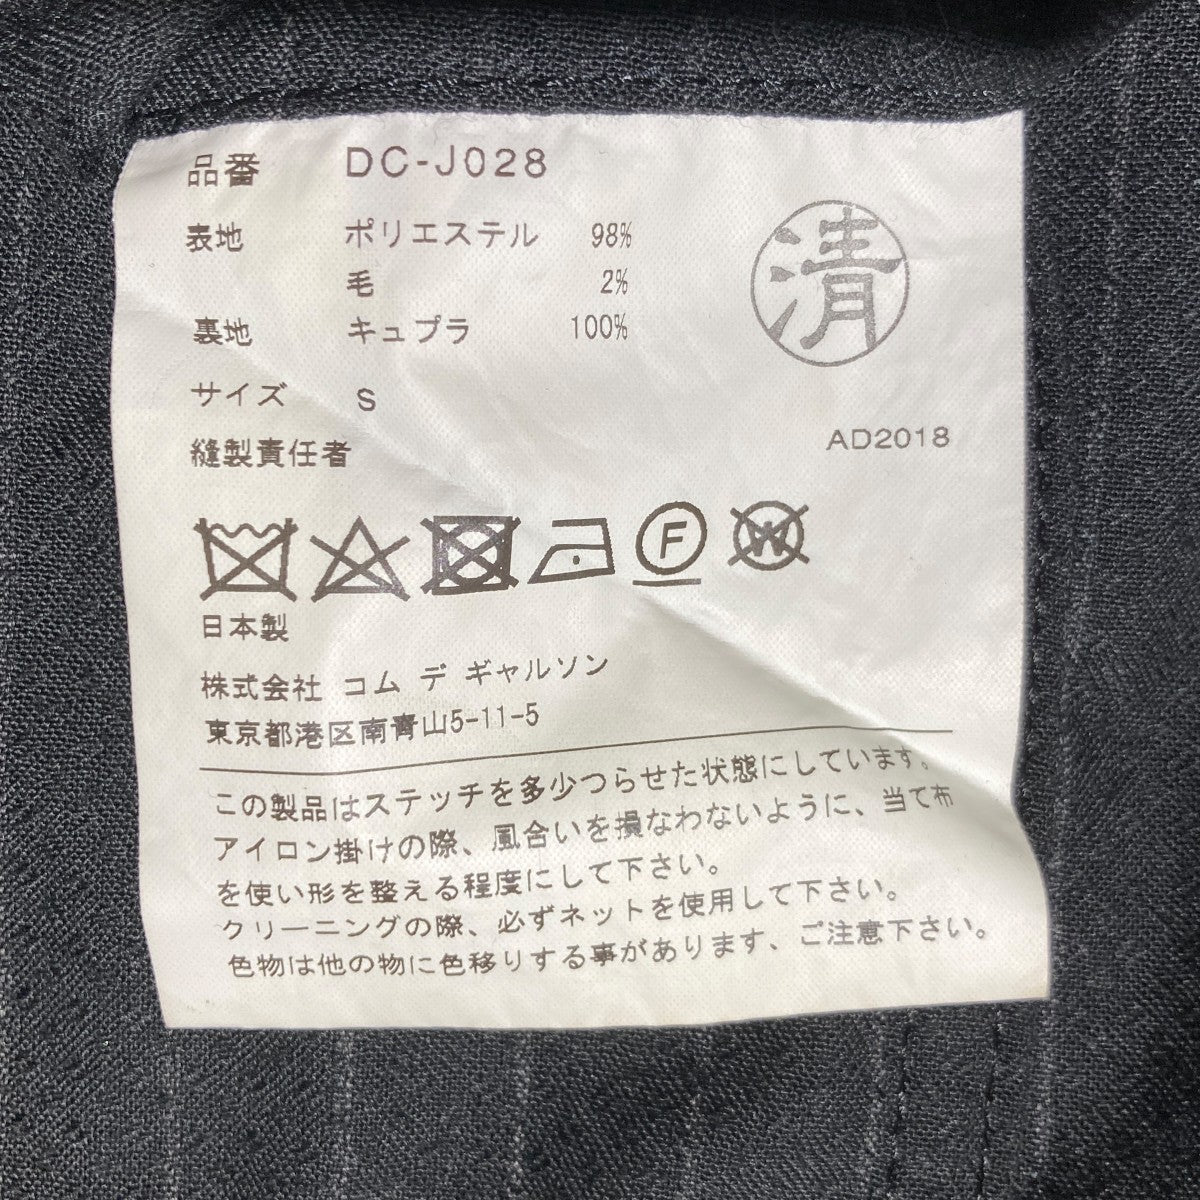 品番 DC-J028
表地 ポリエステル 98%
毛 2%
裏地 キュプラ 100%
清
サイズ S
縫製責任者
AD2018
F
W
日本製
株式会社 コム デ ギャルソン
東京都港区南青山5-11-5
この製品はステッチを多少つらせた状態にしています。
アイロン掛けの際、風合いを損なわないように、当て布
を使い形を整える程度にして下さい。
クリーニングの際、必ずネットを使用して下さい。
色物は他の物に色移りする事があります、ご注意下さい。